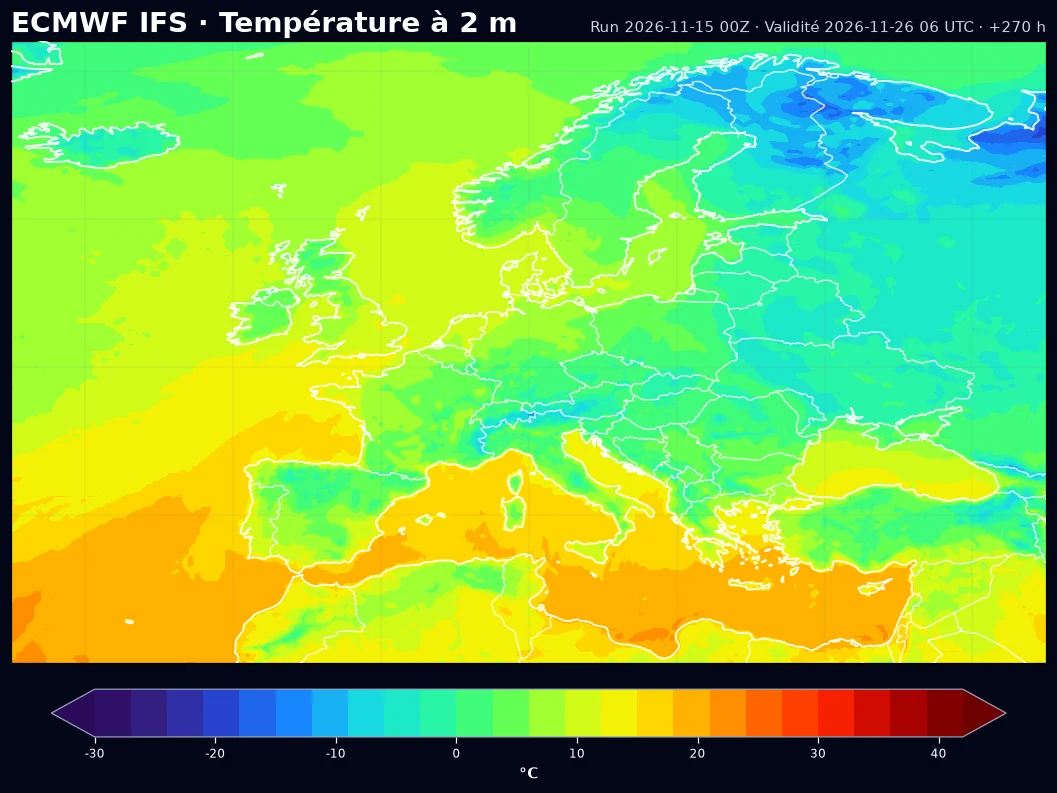 ECMWF IFS · Température à 2 m
Run 2026-11-15 00Z · Validité 2026-11-26 06 UTC · +270 h
-30 -20 -10 0 10 20 30 40
°C